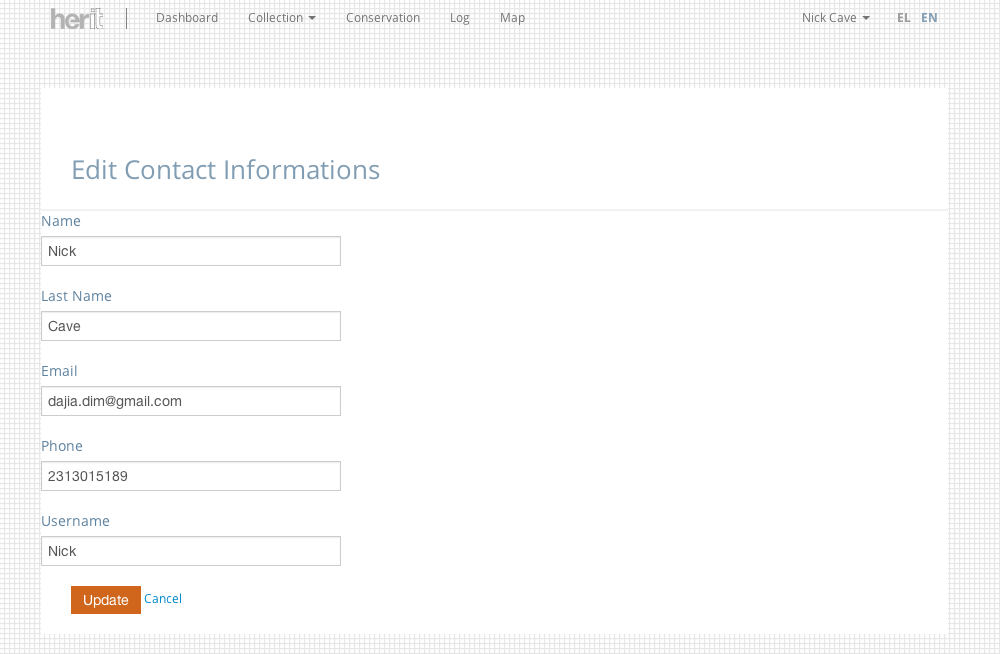 herit Dashboard Collection Conservation Log Map Nick Cave EL EN
Edit Contact Informations
Name
Nick
Last Name
Cave
Email
dajia.dim@gmail.com
Phone
2313015189
Username
Nick
Update Cancel